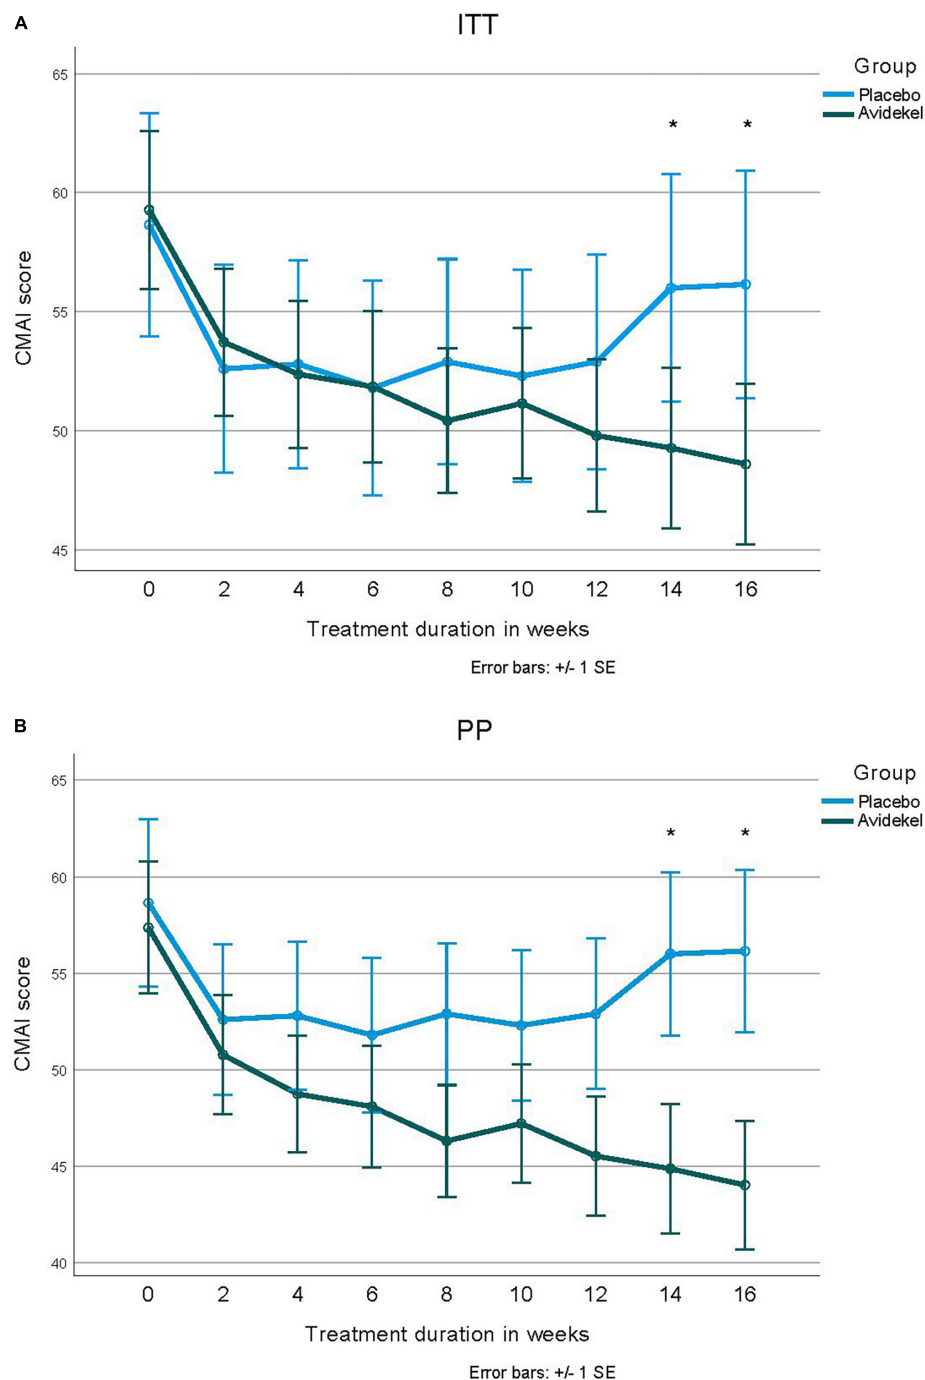 A
ITT
Group
Placebo
Avidekel
65
60
55
50
45
* *
CMAI score
0 2 4 6 8 10 12 14 16
Treatment duration in weeks
Error bars: +/- 1 SE
B
PP
Group
Placebo
Avidekel
65
60
55
50
45
40
* *
CMAI score
0 2 4 6 8 10 12 14 16
Treatment duration in weeks
Error bars: +/- 1 SE